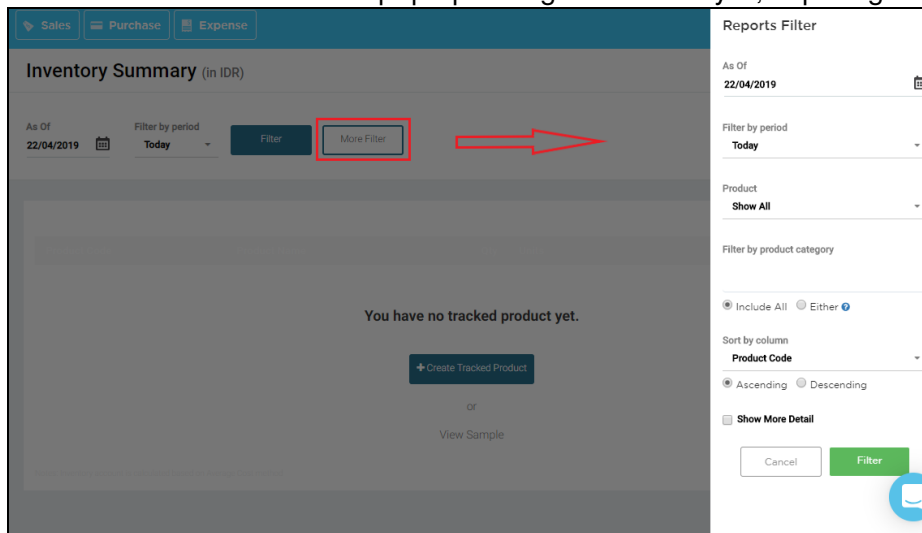 Sales Purchase Expense
Inventory Summary (in IDR)
As Of
22/04/2019
Filter by period
Today
Filter
More Filter
You have no tracked product yet.
+ Create Tracked Product
or
View Sample
Reports Filter
As Of
22/04/2019
Filter by period
Today
Product
Show All
Filter by product category
Include All Either
Sort by column
Product Code
Ascending Descending
Show More Detail
Cancel Filter